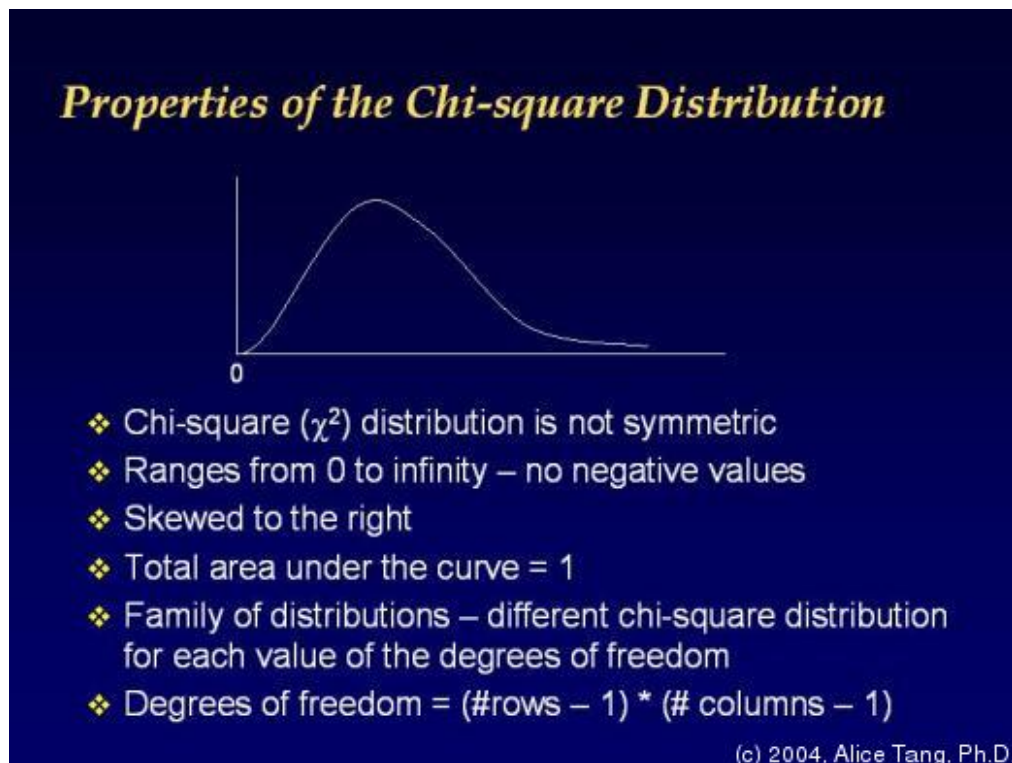 Properties of the Chi-square Distribution
0
❖ Chi-square (χ²) distribution is not symmetric
❖ Ranges from 0 to infinity – no negative values
❖ Skewed to the right
❖ Total area under the curve = 1
❖ Family of distributions – different chi-square distribution
for each value of the degrees of freedom
❖ Degrees of freedom = (#rows – 1) * (# columns – 1)
(c) 2004, Alice Tang, Ph.D